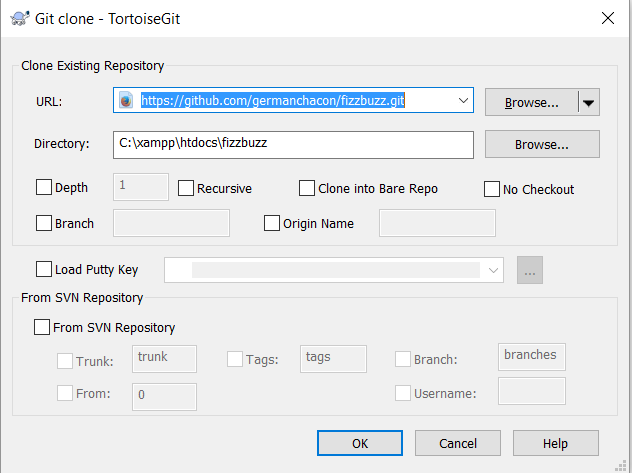 Git clone - TortoiseGit
Clone Existing Repository
URL: https://github.com/germanchacon/fizzbuzz.git Browse...
Directory: C:\xampp\htdocs\fizzbuzz Browse...
Depth 1 Recursive Clone into Bare Repo No Checkout
Branch Origin Name
Load Putty Key ...
From SVN Repository
From SVN Repository
Trunk: trunk Tags: tags Branch: branches
From: 0 Username:
OK Cancel Help